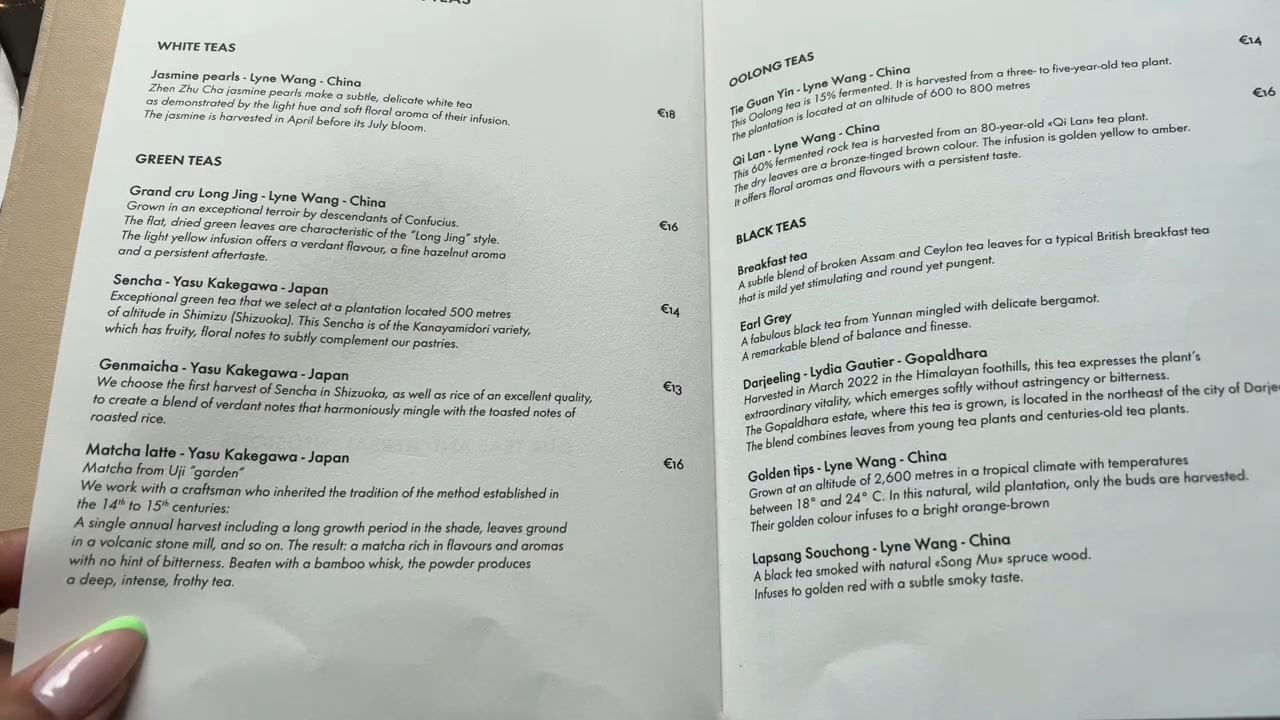 TEAS
WHITE TEAS
Jasmine pearls - Lyne Wang - China
Zhen Zhu Cha jasmine pearls make a subtle, delicate white tea
as demonstrated by the light hue and soft floral aroma of their infusion.
The jasmine is harvested in April before its July bloom.
€18
GREEN TEAS
Grand cru Long Jing - Lyne Wang - China
Grown in an exceptional terroir by descendants of Confucius.
The flat, dried green leaves are characteristic of the "Long Jing" style.
The light yellow infusion offers a verdant flavour, a fine hazelnut aroma
and a persistent aftertaste.
€16
Sencha - Yasu Kakegawa - Japan
Exceptional green tea that we select at a plantation located 500 metres
of altitude in Shimizu (Shizuoka). This Sencha is of the Kanayamidori variety,
which has fruity, floral notes to subtly complement our pastries.
€14
Genmaicha - Yasu Kakegawa - Japan
We choose the first harvest of Sencha in Shizuoka, as well as rice of an excellent quality,
to create a blend of verdant notes that harmoniously mingle with the toasted notes of
roasted rice.
€13
Matcha latte - Yasu Kakegawa - Japan
Matcha from Uji "garden"
We work with a craftsman who inherited the tradition of the method established in
the 14th to 15th centuries:
A single annual harvest including a long growth period in the shade, leaves ground
in a volcanic stone mill, and so on. The result: a matcha rich in flavours and aromas
with no hint of bitterness. Beaten with a bamboo whisk, the powder produces
a deep, intense, frothy tea.
€16
OOLONG TEAS
Tie Guan Yin - Lyne Wang - China
This Oolong tea is 15% fermented. It is harvested from a three- to five-year-old tea plant.
The plantation is located at an altitude of 600 to 800 metres
€14
Qi Lan - Lyne Wang - China
This 60% fermented rock tea is harvested from an 80-year-old «Qi Lan» tea plant.
The dry leaves are a bronze-tinged brown colour. The infusion is golden yellow to amber.
It offers floral aromas and flavours with a persistent taste.
€16
BLACK TEAS
Breakfast tea
A subtle blend of broken Assam and Ceylon tea leaves for a typical British breakfast tea
that is mild yet stimulating and round yet pungent.
Earl Grey
A fabulous black tea from Yunnan mingled with delicate bergamot.
A remarkable blend of balance and finesse.
Darjeeling - Lydia Gautier - Gopaldhara
Harvested in March 2022 in the Himalayan foothills, this tea expresses the plant's
extraordinary vitality, which emerges softly without astringency or bitterness.
The Gopaldhara estate, where this tea is grown, is located in the northeast of the city of Darjee
The blend combines leaves from young tea plants and centuries-old tea plants.
Golden tips - Lyne Wang - China
Grown at an altitude of 2,600 metres in a tropical climate with temperatures
between 18° and 24° C. In this natural, wild plantation, only the buds are harvested.
Their golden colour infuses to a bright orange-brown
Lapsang Souchong - Lyne Wang - China
A black tea smoked with natural «Song Mu» spruce wood.
Infuses to golden red with a subtle smoky taste.